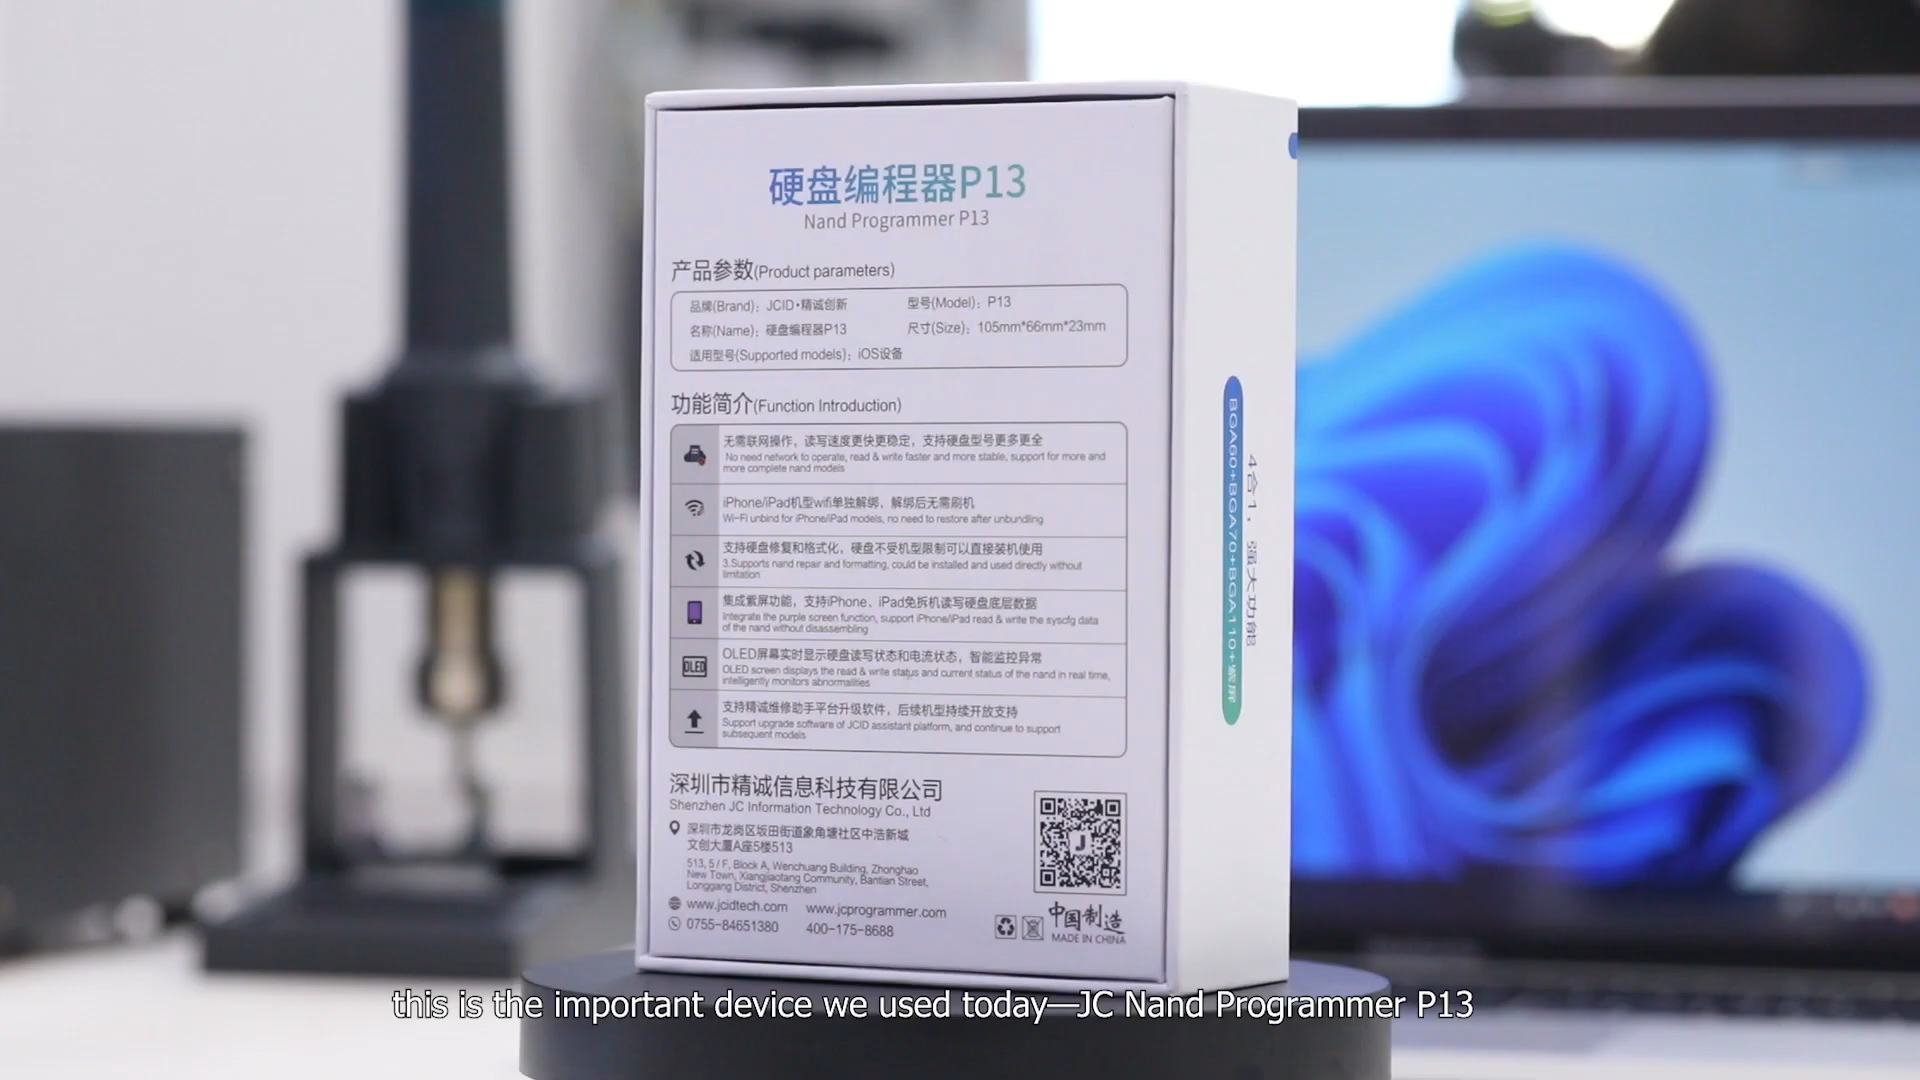 硬盘编程器P13
Nand Programmer P13
产品参数(Product parameters)
品牌(Brand)：JCID•精诚创新 型号(Model)：P13
名称(Name)：硬盘编程器P13 尺寸(Size)：105mm*66mm*23mm
适用型号(Supported models)：iOS设备
功能简介(Function Introduction)
无需联网操作，读写速度更快更稳定，支持硬盘型号更多更全
No need network to operate, read & write faster and more stable, support for more and
more complete nand models
iPhone/iPad机型wifi单独解绑，解绑后无需刷机
Wi-Fi unbind for iPhone/iPad models, no need to restore after unbundling
支持硬盘修复和格式化，硬盘不受机型限制可以直接装机使用
3.Supports nand repair and formatting, could be installed and used directly without
limitation
集成紫屏功能，支持iPhone、iPad免拆机读写硬盘底层数据
Integrate the purple screen function, support iPhone/iPad read & write the syscfg data
of the nand without disassembling
OLED
OLED屏幕实时显示硬盘读写状态和电流状态，智能监控异常
OLED screen displays the read & write status and current status of the nand in real time,
intelligently monitors abnormalities
支持精诚维修助手平台升级软件，后续机型持续开放支持
Support upgrade software of JCID assistant platform, and continue to support
subsequent models
深圳市精诚信息科技有限公司
Shenzhen JC Information Technology Co., Ltd
深圳市龙岗区坂田街道象角塘社区中浩新城
文创大厦A座5楼513
513, 5 / F, Block A, Wenchuang Building, Zhonghao
New Town, Xiangjiaotang Community, Bantian Street,
Longgang District, Shenzhen
www.jcidtech.com www.jcprogrammer.com
0755-84651380 400-175-8688
J
中国制造
MADE IN CHINA
4合1，强大功能
BGA60+BGA70+BGA110+紫屏
this is the important device we used today—JC Nand Programmer P13